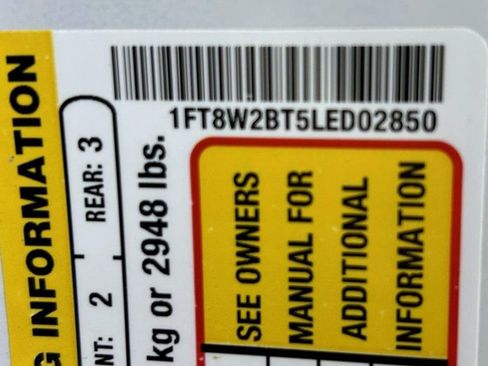 1FT8W2BT5LED02850
G INFORMATION
NT: 2 REAR: 3
kg or 2948 lbs.
SEE OWNERS
MANUAL FOR
ADDITIONAL
INFORMATION